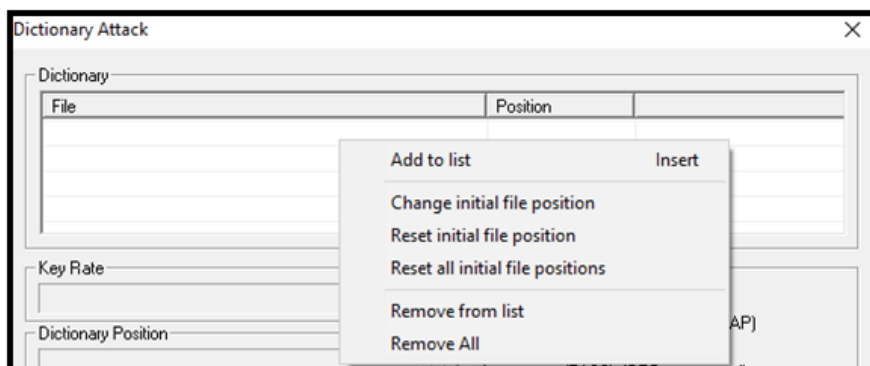 Dictionary Attack
Dictionary
File Position
Add to list Insert
Change initial file position
Reset initial file position
Reset all initial file positions
Key Rate
Remove from list
AP)
Dictionary Position
Remove All